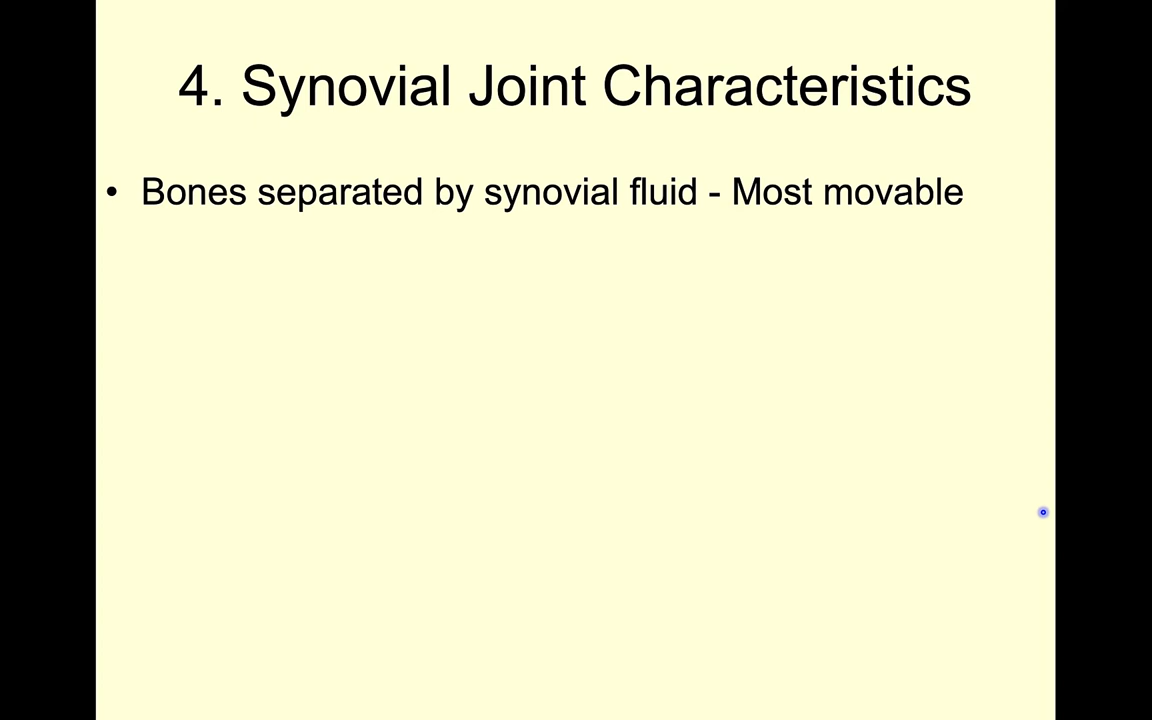 4. Synovial Joint Characteristics
• Bones separated by synovial fluid - Most movable